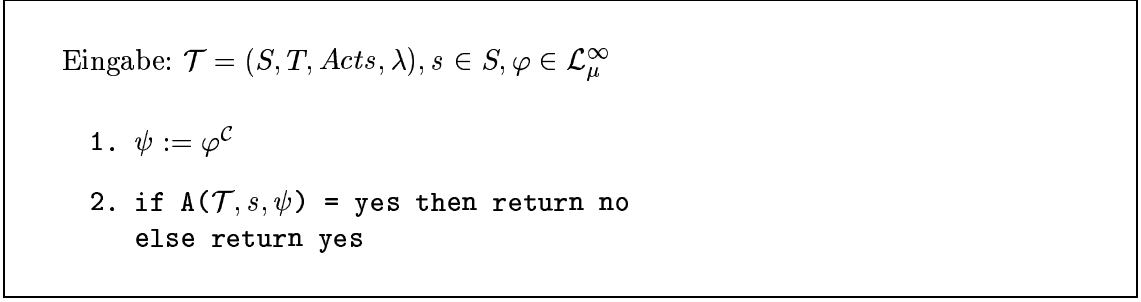 Eingabe: 𝒯 = (S, T, Acts, λ), s ∈ S, φ ∈ ℒ_μ^∞
1. ψ := φ^𝒞
2. if A(𝒯, s, ψ) = yes then return no
else return yes